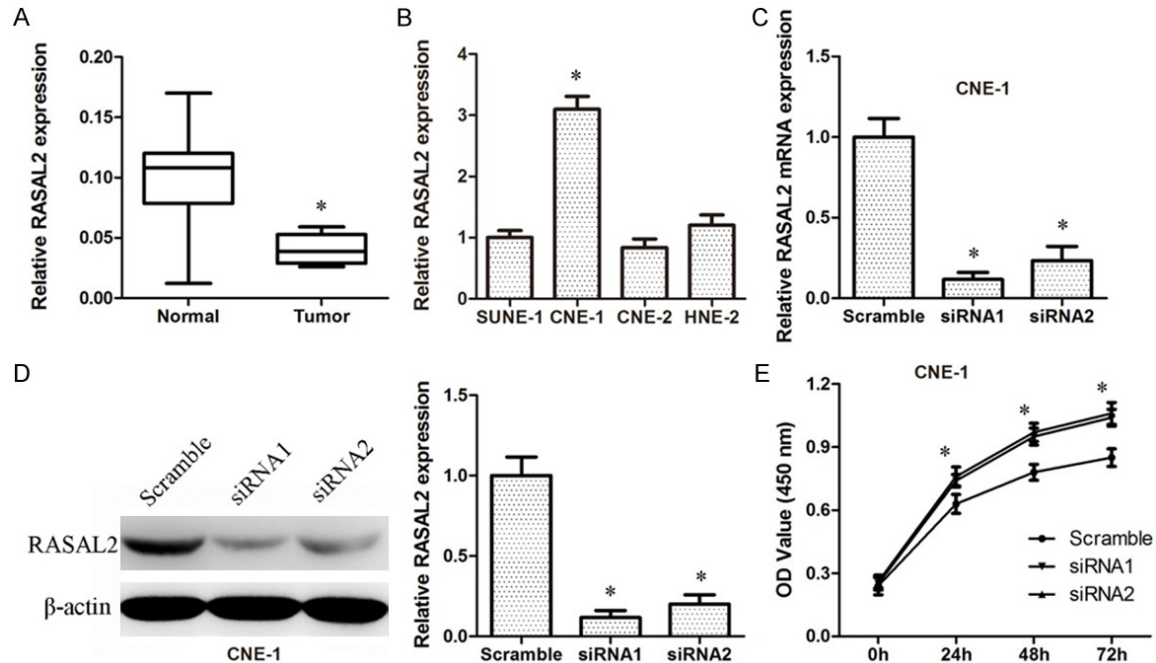 A
Relative RASAL2 expression
0.20
0.15
0.10
0.05
0.00
*
Normal Tumor
B
Relative RASAL2 expression
4
3
2
1
0
*
SUNE-1 CNE-1 CNE-2 HNE-2
C
Relative RASAL2 mRNA expression
1.5
1.0
0.5
0.0
CNE-1
* *
Scramble siRNA1 siRNA2
D
Scramble siRNA1 siRNA2
RASAL2
β-actin
CNE-1
Relative RASAL2 expression
1.5
1.0
0.5
0.0
* *
Scramble siRNA1 siRNA2
E
CNE-1
OD Value (450 nm)
1.2
0.9
0.6
0.3
0.0
* * *
Scramble
siRNA1
siRNA2
0h 24h 48h 72h